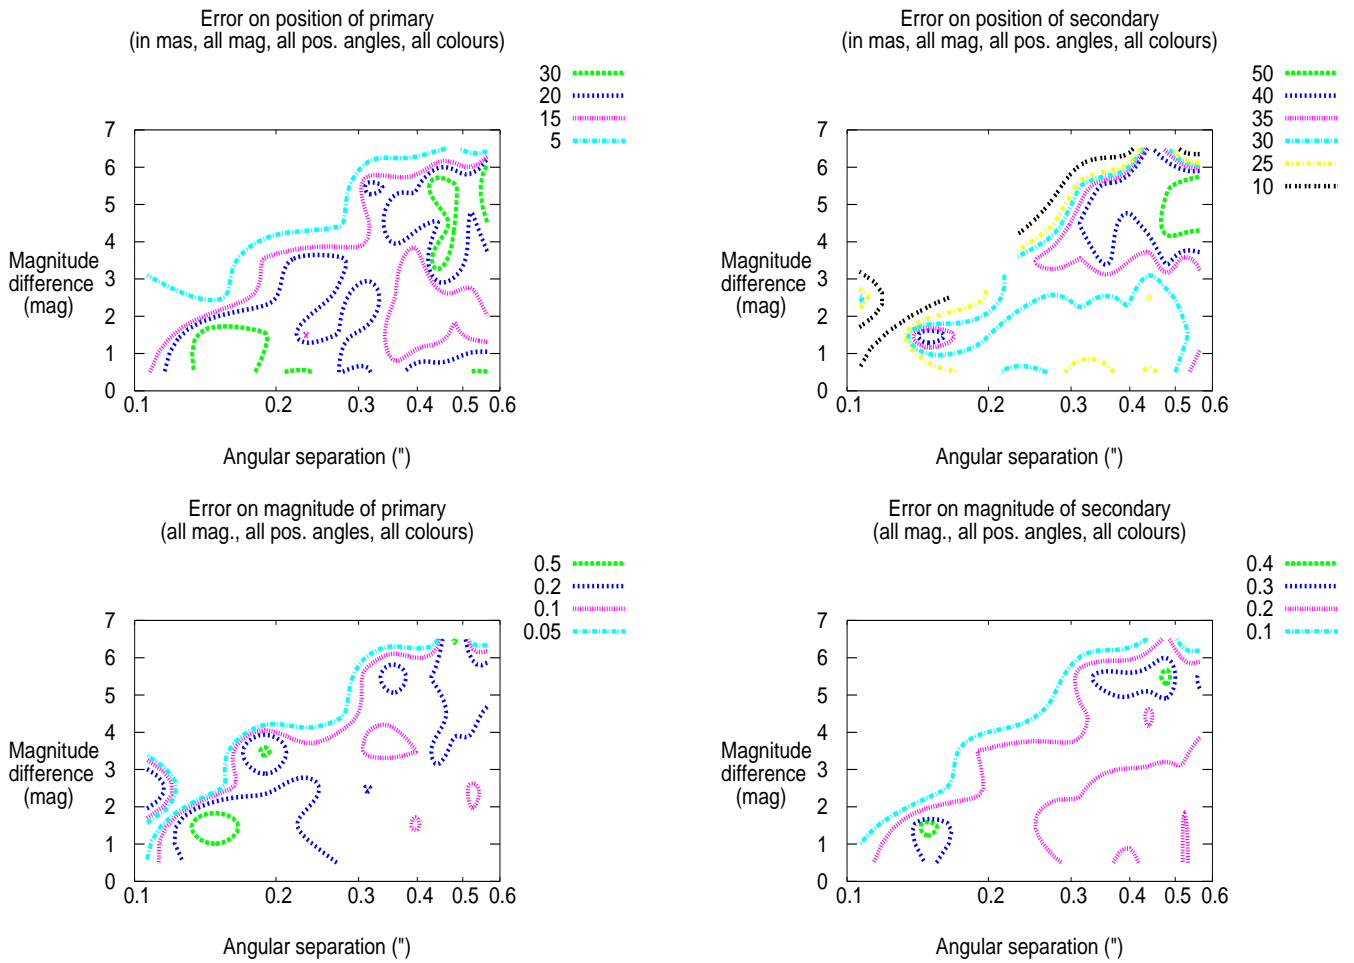 Error on position of primary
(in mas, all mag, all pos. angles, all colours)
30
20
15
5
7
6
5
4
3
2
1
0
Magnitude
difference
(mag)
0.1 0.2 0.3 0.4 0.5 0.6
Angular separation (")
Error on position of secondary
(in mas, all mag, all pos. angles, all colours)
50
40
35
30
25
10
7
6
5
4
3
2
1
0
Magnitude
difference
(mag)
0.1 0.2 0.3 0.4 0.5 0.6
Angular separation (")
Error on magnitude of primary
(all mag., all pos. angles, all colours)
0.5
0.2
0.1
0.05
7
6
5
4
3
2
1
0
Magnitude
difference
(mag)
0.1 0.2 0.3 0.4 0.5 0.6
Angular separation (")
Error on magnitude of secondary
(all mag., all pos. angles, all colours)
0.4
0.3
0.2
0.1
7
6
5
4
3
2
1
0
Magnitude
difference
(mag)
0.1 0.2 0.3 0.4 0.5 0.6
Angular separation (")